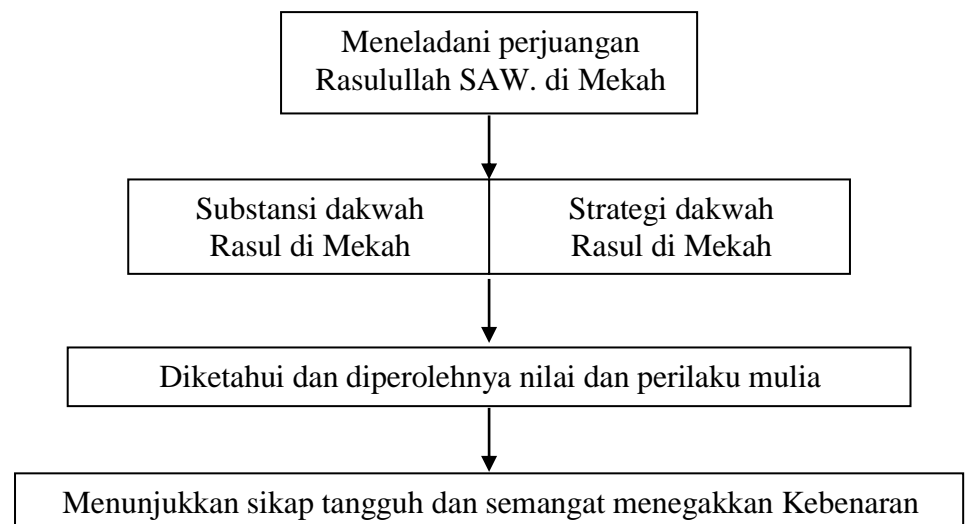 Meneladani perjuangan
Rasulullah SAW. di Mekah
Substansi dakwah
Rasul di Mekah
Strategi dakwah
Rasul di Mekah
Diketahui dan diperolehnya nilai dan perilaku mulia
Menunjukkan sikap tangguh dan semangat menegakkan Kebenaran